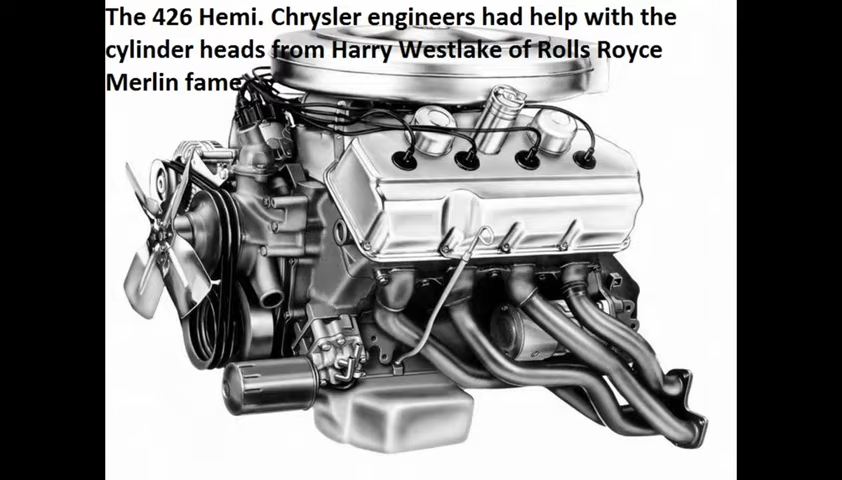 The 426 Hemi. Chrysler engineers had help with the
cylinder heads from Harry Westlake of Rolls Royce
Merlin fame